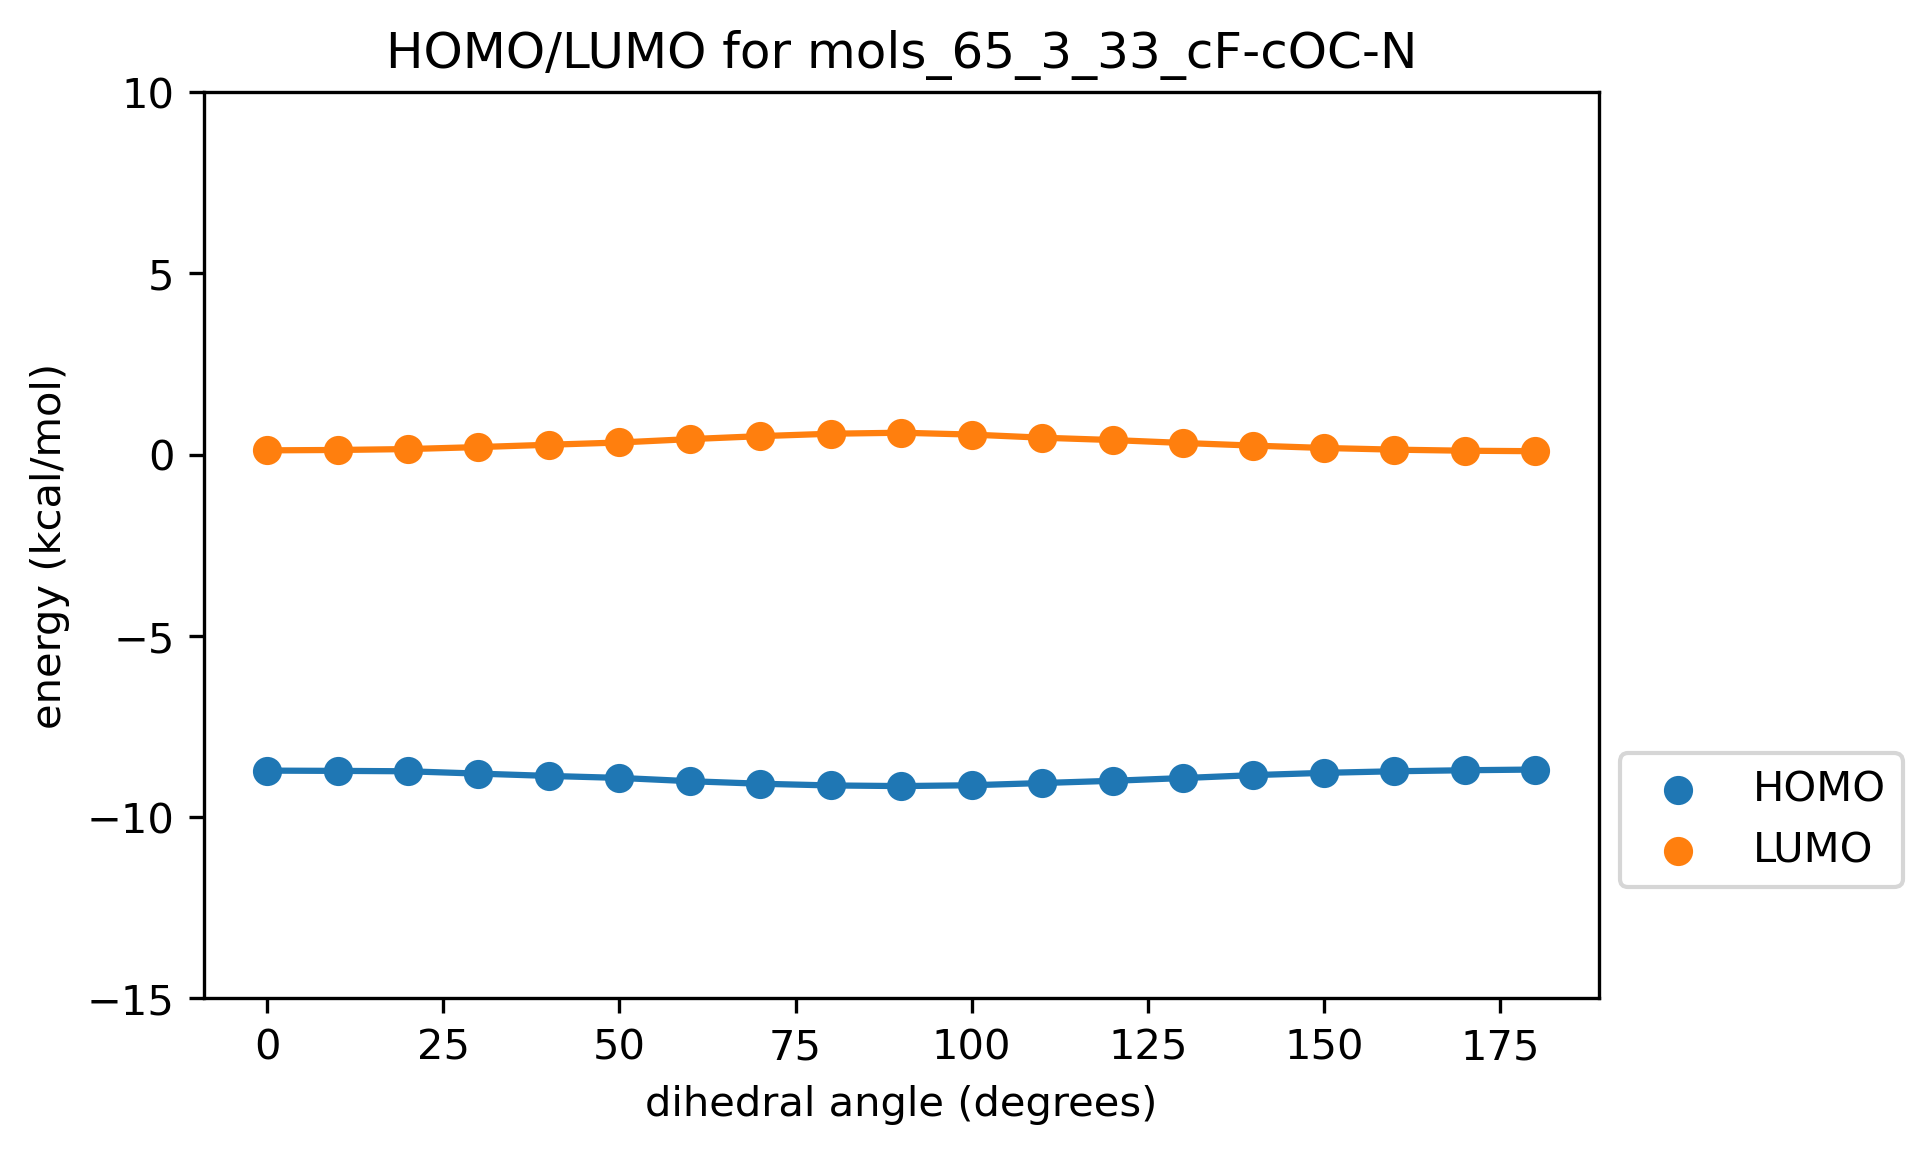 HOMO/LUMO for mols_65_3_33_cF-cOC-N
10
5
0
−5
−10
−15
energy (kcal/mol)
0 25 50 75 100 125 150 175
dihedral angle (degrees)
HOMO
LUMO